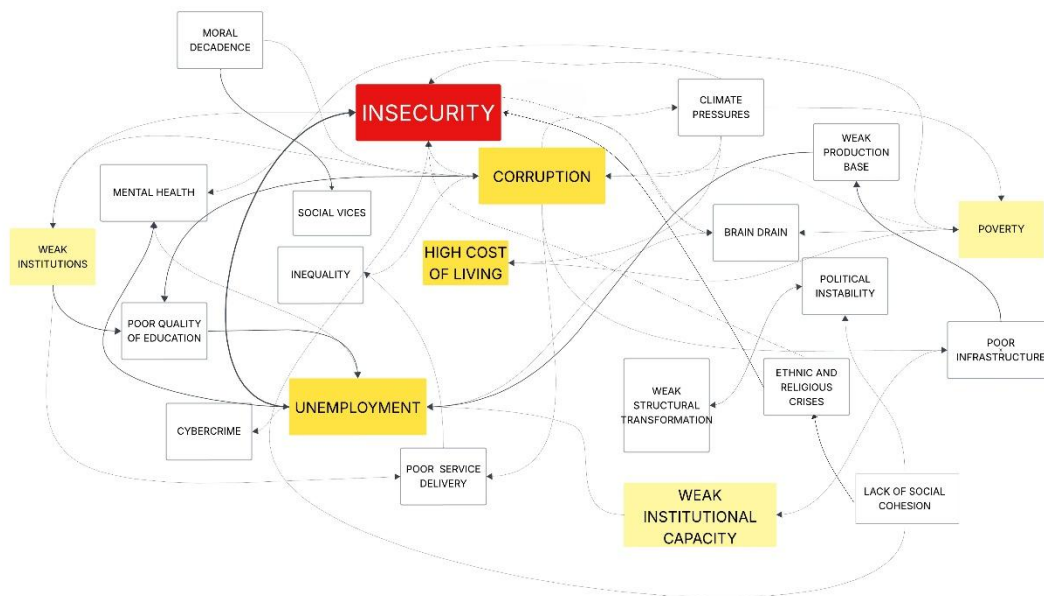 MORAL
DECADENCE
INSECURITY
CLIMATE
PRESSURES
WEAK
PRODUCTION
BASE
CORRUPTION
MENTAL HEALTH
SOCIAL VICES
WEAK
INSTITUTIONS
BRAIN DRAIN
POVERTY
HIGH COST
OF LIVING
INEQUALITY
POLITICAL
INSTABILITY
POOR QUALITY
OF EDUCATION
POOR
INFRASTRUCTURE
UNEMPLOYMENT
WEAK
STRUCTURAL
TRANSFORMATION
ETHNIC AND
RELIGIOUS
CRISES
CYBERCRIME
POOR SERVICE
DELIVERY
WEAK
INSTITUTIONAL
CAPACITY
LACK OF SOCIAL
COHESION